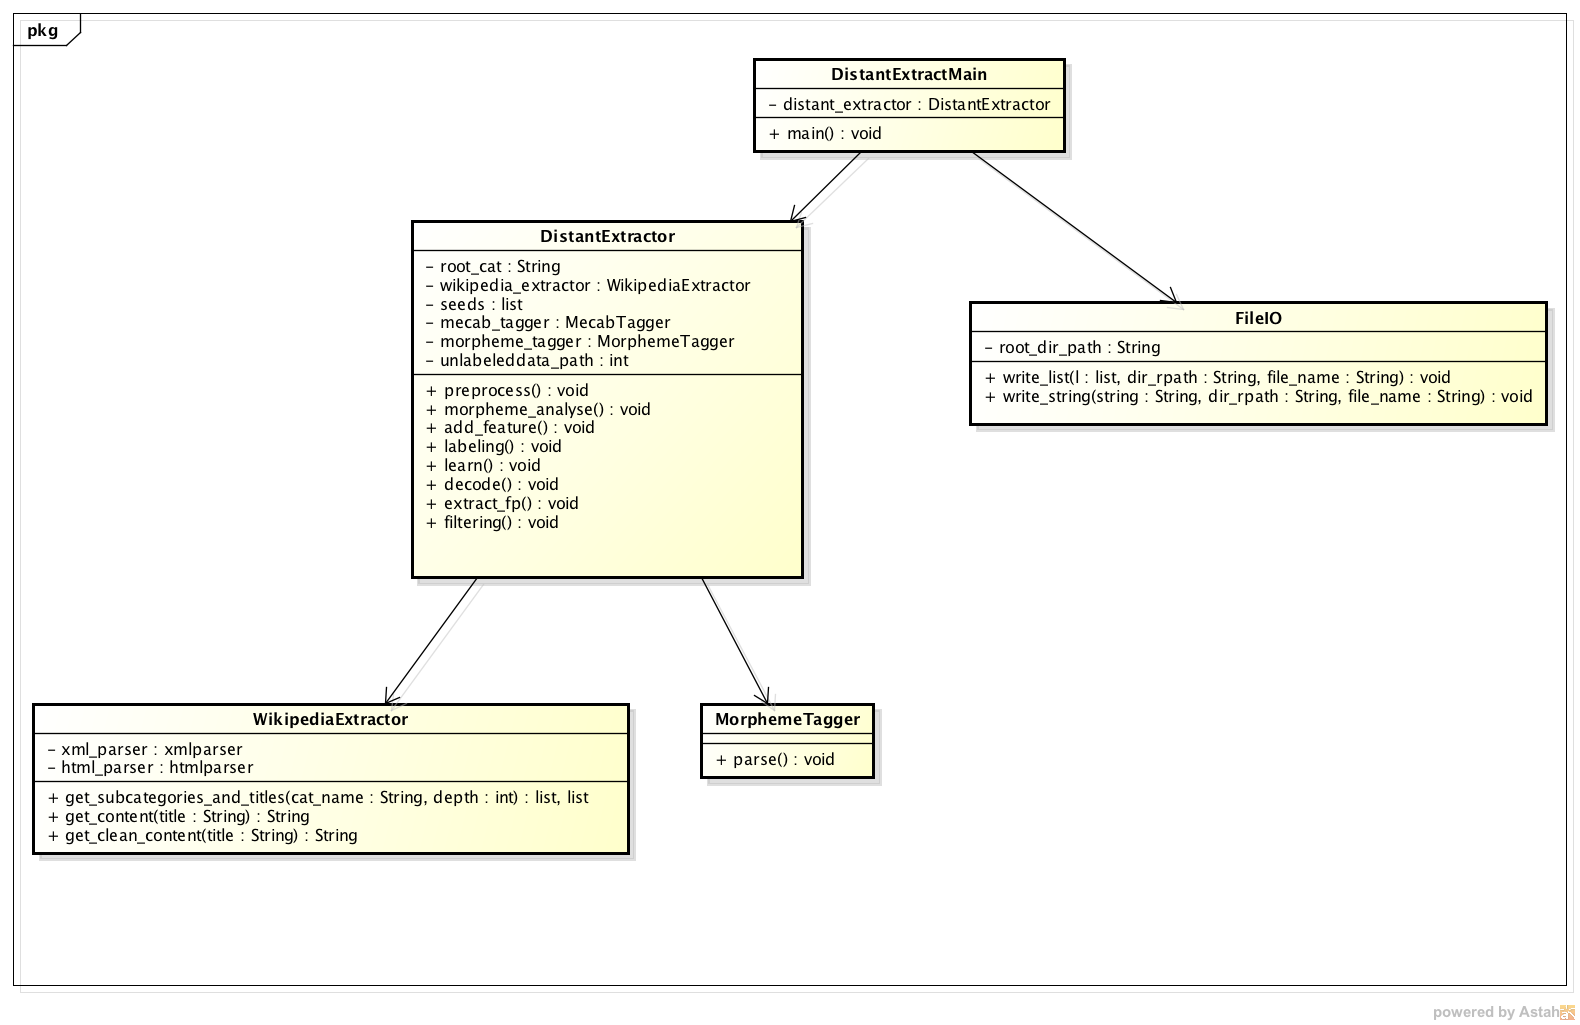 pkg
DistantExtractMain
- distant_extractor : DistantExtractor
+ main() : void
DistantExtractor
- root_cat : String
- wikipedia_extractor : WikipediaExtractor
- seeds : list
- mecab_tagger : MecabTagger
- morpheme_tagger : MorphemeTagger
- unlabeleddata_path : int
+ preprocess() : void
+ morpheme_analyse() : void
+ add_feature() : void
+ labeling() : void
+ learn() : void
+ decode() : void
+ extract_fp() : void
+ filtering() : void
FileIO
- root_dir_path : String
+ write_list(l : list, dir_rpath : String, file_name : String) : void
+ write_string(string : String, dir_rpath : String, file_name : String) : void
WikipediaExtractor
- xml_parser : xmlparser
- html_parser : htmlparser
+ get_subcategories_and_titles(cat_name : String, depth : int) : list, list
+ get_content(title : String) : String
+ get_clean_content(title : String) : String
MorphemeTagger
+ parse() : void
powered by Astah